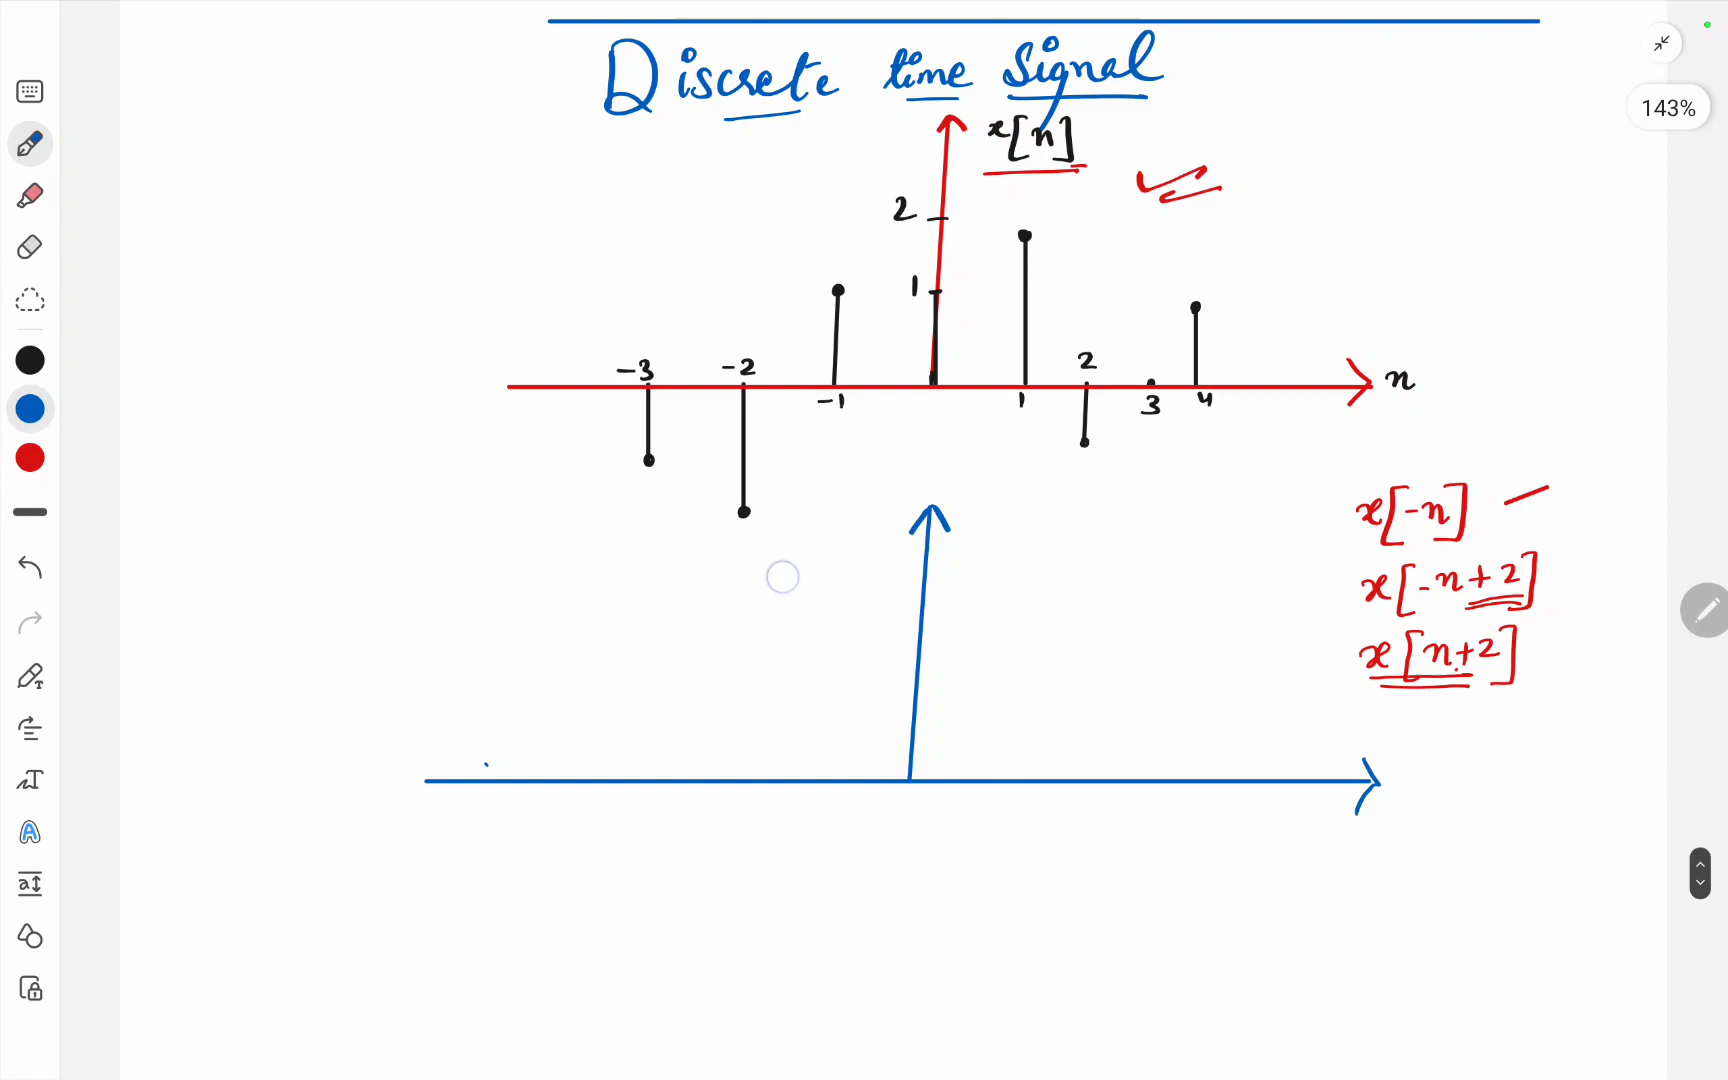 143%
Discrete time Signal
x[n]
2
1
-3 -2 2
-1 1 3 4 n
x[-n]
x[-n+2]
x[n+2]